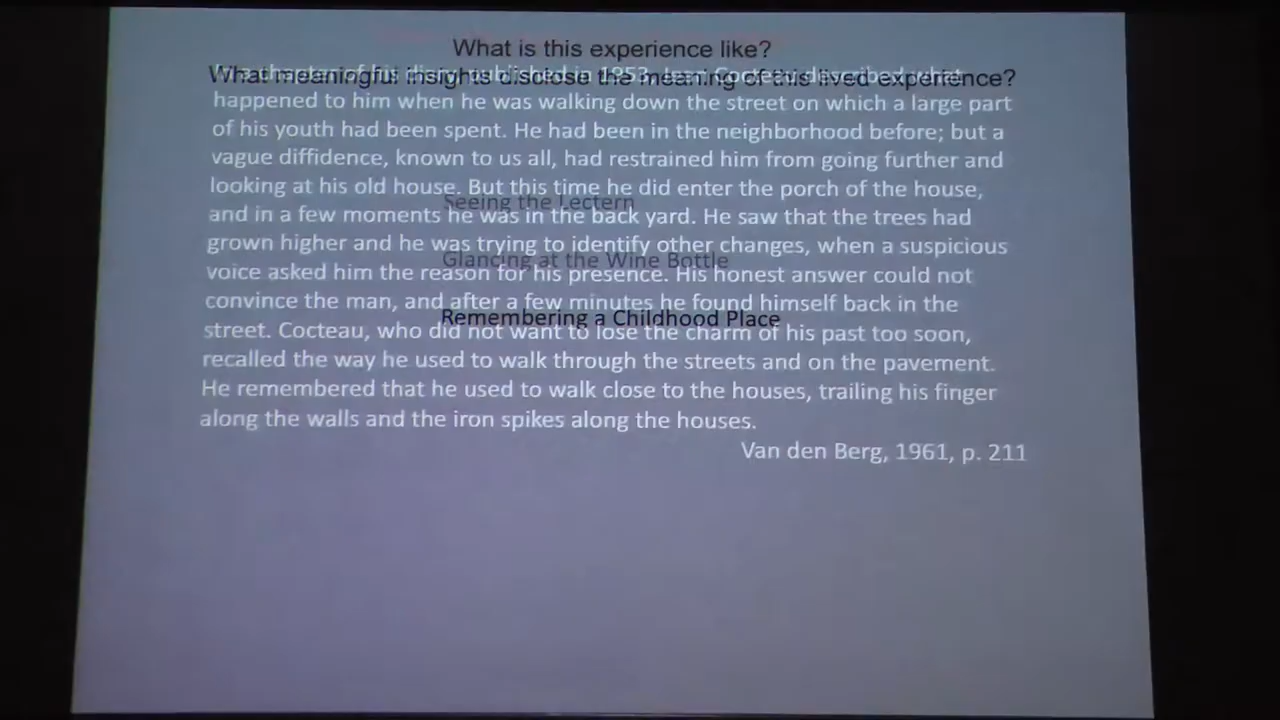 What is this experience like?
What meaningful insights disclose the meaning of this lived experience?
published in 1953, Jean Cocteau described what
happened to him when he was walking down the street on which a large part
of his youth had been spent. He had been in the neighborhood before; but a
vague diffidence, known to us all, had restrained him from going further and
looking at his old house. But this time he did enter the porch of the house,
Seeing the Lectern
and in a few moments he was in the back yard. He saw that the trees had
grown higher and he was trying to identify other changes, when a suspicious
Glancing at the Wine Bottle
voice asked him the reason for his presence. His honest answer could not
convince the man, and after a few minutes he found himself back in the
Remembering a Childhood Place
street. Cocteau, who did not want to lose the charm of his past too soon,
recalled the way he used to walk through the streets and on the pavement.
He remembered that he used to walk close to the houses, trailing his finger
along the walls and the iron spikes along the houses.
Van den Berg, 1961, p. 211